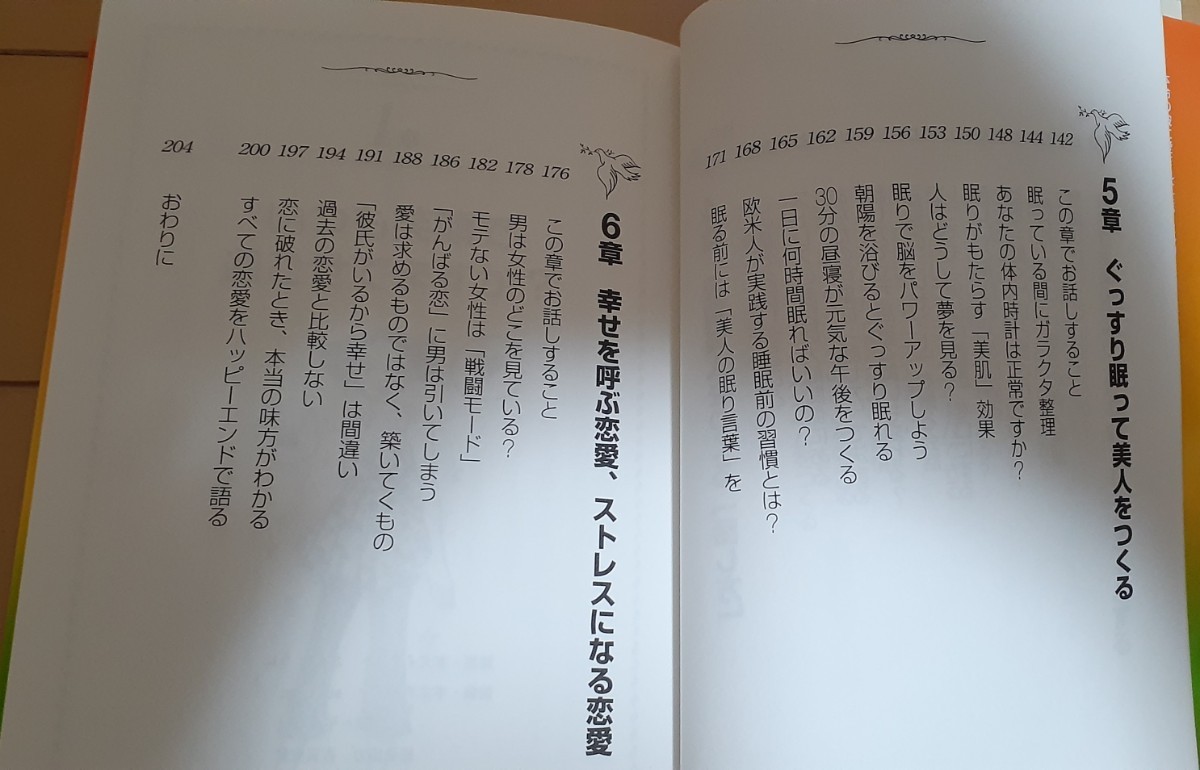 5章 ぐっすり眠って美人をつくる
この章でお話しすること 142
眠っている間にガラクタ整理 144
あなたの体内時計は正常ですか? 148
眠りがもたらす「美肌」効果 150
人はどうして夢を見る? 153
眠りで脳をパワーアップしよう 156
朝陽を浴びるとぐっすり眠れる 159
30分の昼寝が元気な午後をつくる 162
一日に何時間眠ればいいの? 165
欧米人が実践する睡眠前の習慣とは? 168
眠る前には「美人の眠り言葉」を 171
6章 幸せを呼ぶ恋愛、ストレスになる恋愛
この章でお話しすること 176
男は女性のどこを見ている? 178
モテない女性は「戦闘モード」 182
「がんばる恋」に男は引いてしまう 186
愛は求めるものではなく、築いてくもの 188
「彼氏がいるから幸せ」は間違い 191
過去の恋愛と比較しない 194
恋に破れたとき、本当の味方がわかる 197
すべての恋愛をハッピーエンドで語る 200
おわりに 204